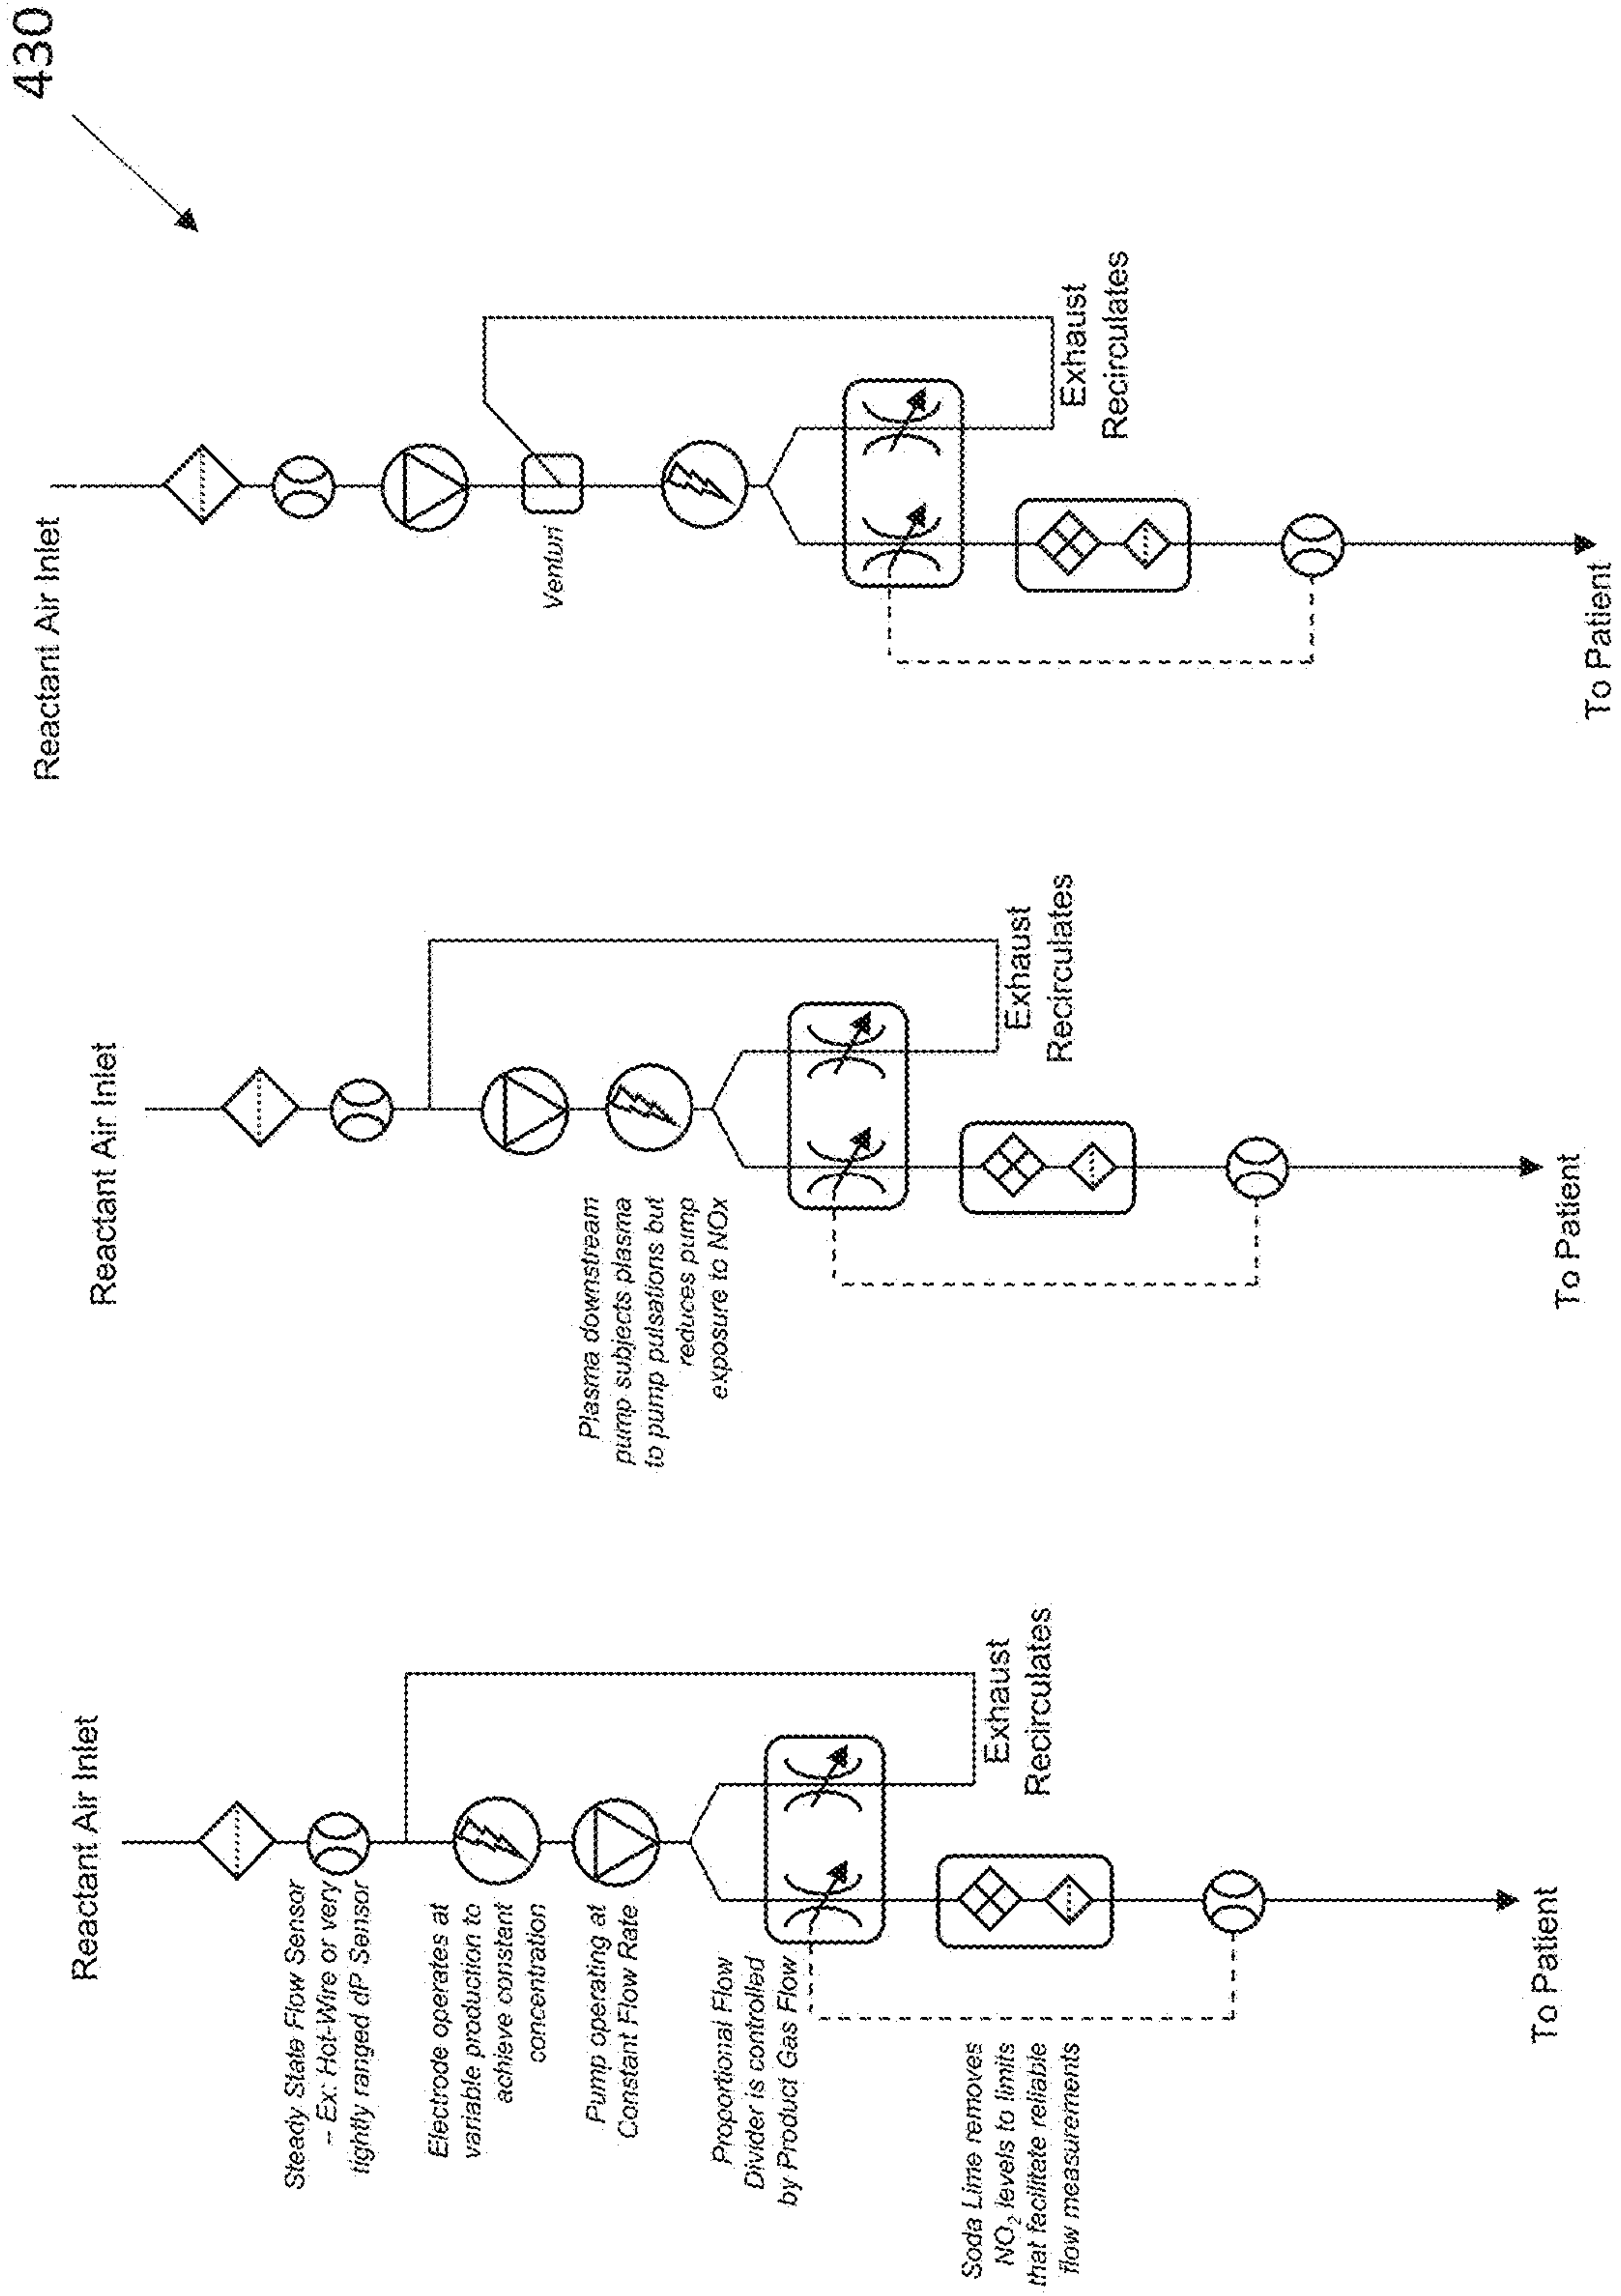 430
Reactant Air Inlet
Steady State Flow Sensor
– Ex: Hot-Wire or very
tightly ranged dP Sensor
Electrode operates at
variable production to
achieve constant
concentration
Pump operating at
Constant Flow Rate
Proportional Flow
Divider is controlled
by Product Gas Flow
Soda Lime removes
NO₂ levels to limits
that facilitate reliable
flow measurements
Exhaust
Recirculates
To Patient
Reactant Air Inlet
Plasma downstream
pump subjects plasma
to pump pulsations but
reduces pump
exposure to NOx
Exhaust
Recirculates
To Patient
Reactant Air Inlet
Venturi
Exhaust
Recirculates
To Patient